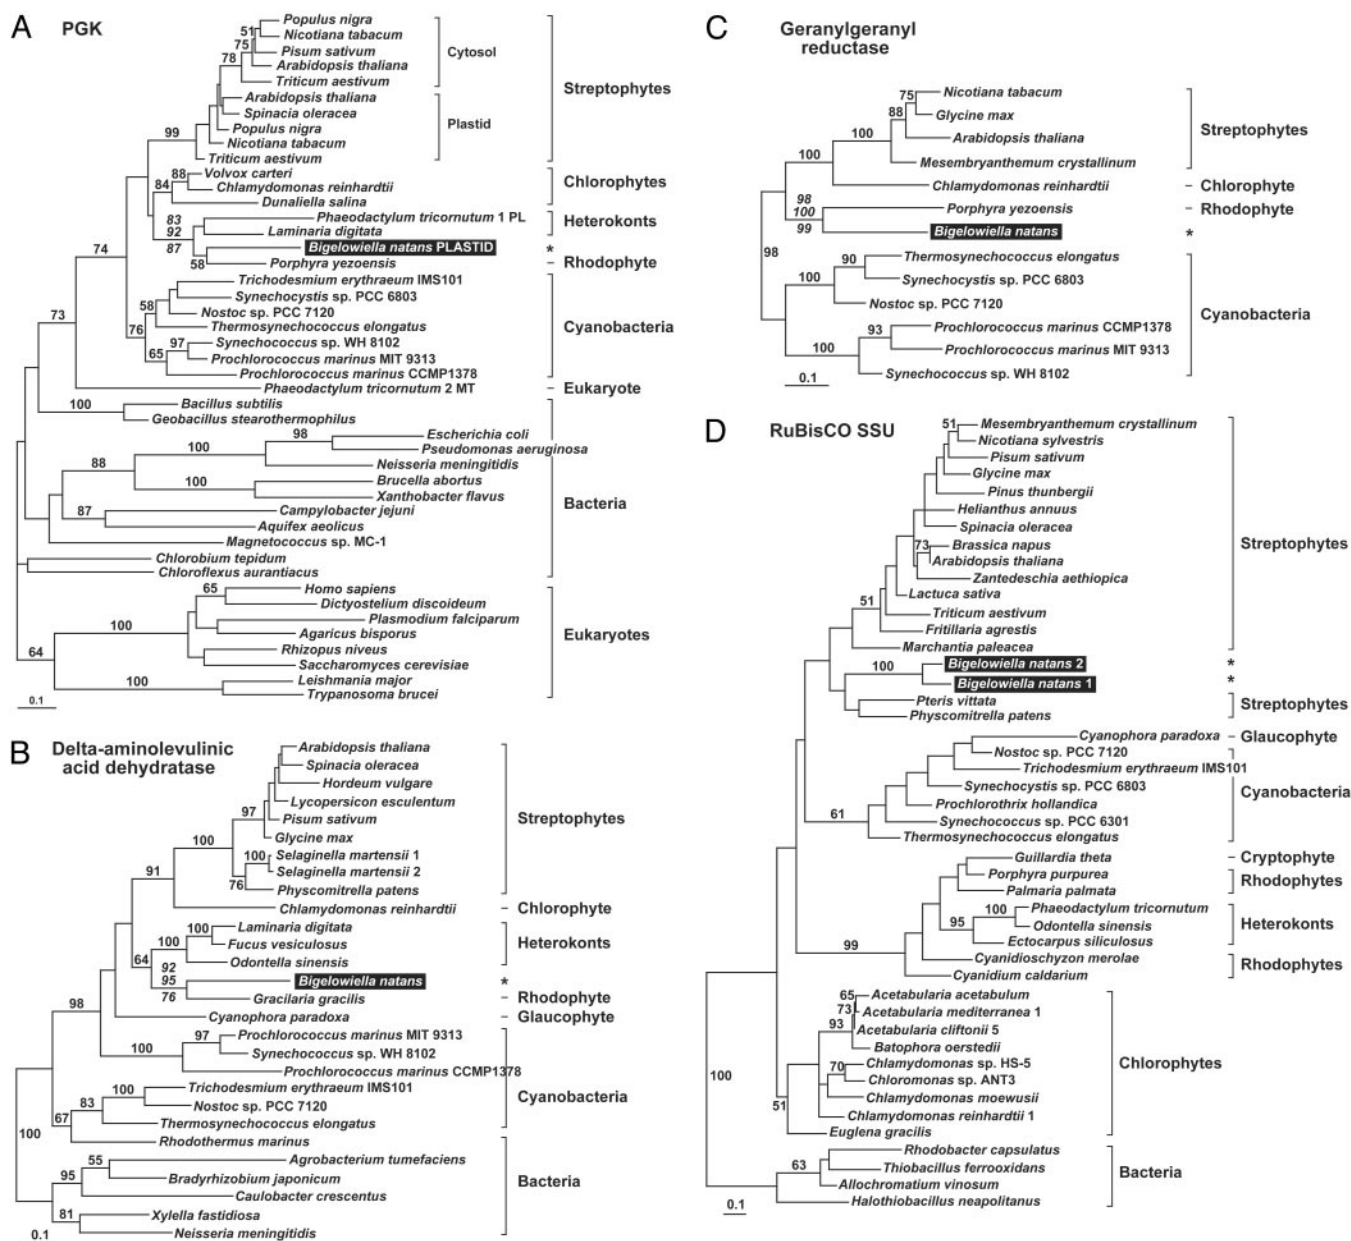 A
PGK
51
75
78
99
Populus nigra
Nicotiana tabacum
Pisum sativum
Arabidopsis thaliana
Triticum aestivum
Cytosol
Arabidopsis thaliana
Spinacia oleracea
Populus nigra
Nicotiana tabacum
Triticum aestivum
Plastid
Streptophytes
88
84
Volvox carteri
Chlamydomonas reinhardtii
Dunaliella salina
Chlorophytes
83
92
87
58
74
Phaeodactylum tricornutum 1 PL
Laminaria digitata
Heterokonts
Bigelowiella natans PLASTID
*
Porphyra yezoensis
Rhodophyte
58
76
97
65
73
Trichodesmium erythraeum IMS101
Synechocystis sp. PCC 6803
Nostoc sp. PCC 7120
Thermosynechococcus elongatus
Synechococcus sp. WH 8102
Prochlorococcus marinus MIT 9313
Prochlorococcus marinus CCMP1378
Cyanobacteria
Phaeodactylum tricornutum 2 MT
Eukaryote
100
Bacillus subtilis
Geobacillus stearothermophilus
98
100
88
100
87
Escherichia coli
Pseudomonas aeruginosa
Neisseria meningitidis
Brucella abortus
Xanthobacter flavus
Campylobacter jejuni
Aquifex aeolicus
Magnetococcus sp. MC-1
Chlorobium tepidum
Chloroflexus aurantiacus
Bacteria
65
100
64
100
Homo sapiens
Dictyostelium discoideum
Plasmodium falciparum
Agaricus bisporus
Rhizopus niveus
Saccharomyces cerevisiae
Leishmania major
Trypanosoma brucei
Eukaryotes
0.1
B
Delta-aminolevulinic
acid dehydratase
97
100
100
76
91
Arabidopsis thaliana
Spinacia oleracea
Hordeum vulgare
Lycopersicon esculentum
Pisum sativum
Glycine max
Selaginella martensii 1
Selaginella martensii 2
Physcomitrella patens
Streptophytes
Chlamydomonas reinhardtii
Chlorophyte
100
100
64
92
95
76
Laminaria digitata
Fucus vesiculosus
Odontella sinensis
Heterokonts
Bigelowiella natans
*
Gracilaria gracilis
Rhodophyte
Cyanophora paradoxa
Glaucophyte
98
97
100
100
83
67
Prochlorococcus marinus MIT 9313
Synechococcus sp. WH 8102
Prochlorococcus marinus CCMP1378
Trichodesmium erythraeum IMS101
Nostoc sp. PCC 7120
Thermosynechococcus elongatus
Cyanobacteria
100
55
95
81
Rhodothermus marinus
Agrobacterium tumefaciens
Bradyrhizobium japonicum
Caulobacter crescentus
Xylella fastidiosa
Neisseria meningitidis
Bacteria
0.1
C
Geranylgeranyl
reductase
75
88
100
100
Nicotiana tabacum
Glycine max
Arabidopsis thaliana
Mesembryanthemum crystallinum
Streptophytes
Chlamydomonas reinhardtii
Chlorophyte
98
100
99
Porphyra yezoensis
Rhodophyte
Bigelowiella natans
*
98
90
100
93
100
Thermosynechococcus elongatus
Synechocystis sp. PCC 6803
Nostoc sp. PCC 7120
Prochlorococcus marinus CCMP1378
Prochlorococcus marinus MIT 9313
Synechococcus sp. WH 8102
Cyanobacteria
0.1
D
RuBisCO SSU
51
73
51
Mesembryanthemum crystallinum
Nicotiana sylvestris
Pisum sativum
Glycine max
Pinus thunbergii
Helianthus annuus
Spinacia oleracea
Brassica napus
Arabidopsis thaliana
Zantedeschia aethiopica
Lactuca sativa
Triticum aestivum
Fritillaria agrestis
Marchantia paleacea
Streptophytes
100
Bigelowiella natans 2
*
Bigelowiella natans 1
*
Pteris vittata
Physcomitrella patens
Streptophytes
Cyanophora paradoxa
Glaucophyte
61
Nostoc sp. PCC 7120
Trichodesmium erythraeum IMS101
Synechocystis sp. PCC 6803
Prochlorothrix hollandica
Synechococcus sp. PCC 6301
Thermosynechococcus elongatus
Cyanobacteria
Guillardia theta
Cryptophyte
Porphyra purpurea
Palmaria palmata
Rhodophytes
100
95
99
Phaeodactylum tricornutum
Odontella sinensis
Ectocarpus siliculosus
Heterokonts
Cyanidioschyzon merolae
Cyanidium caldarium
Rhodophytes
65
73
93
70
51
100
Acetabularia acetabulum
Acetabularia mediterranea 1
Acetabularia cliftonii 5
Batophora oerstedii
Chlamydomonas sp. HS-5
Chloromonas sp. ANT3
Chlamydomonas moewusii
Chlamydomonas reinhardtii 1
Euglena gracilis
Chlorophytes
63
Rhodobacter capsulatus
Thiobacillus ferrooxidans
Allochromatium vinosum
Halothiobacillus neapolitanus
Bacteria
0.1